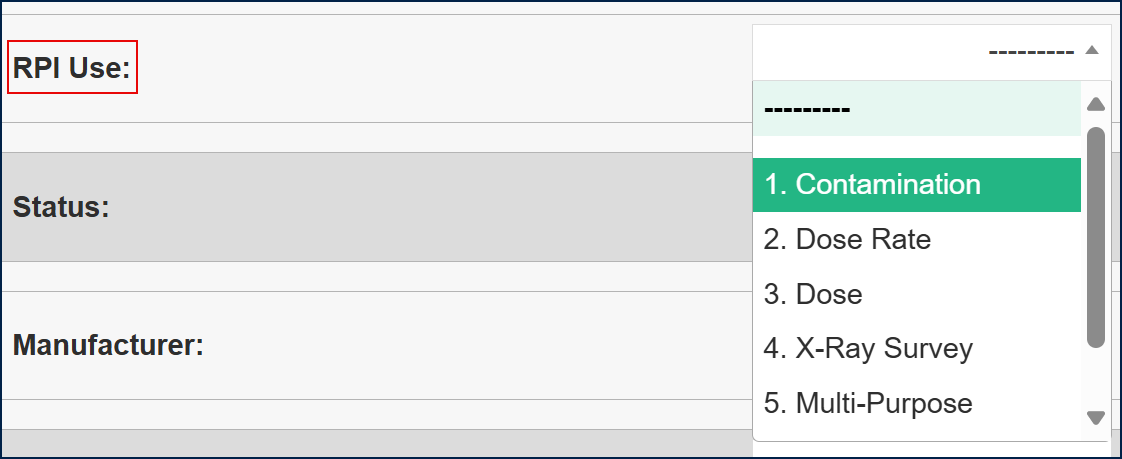 RPI Use:
---------
---------
1. Contamination
2. Dose Rate
3. Dose
4. X-Ray Survey
5. Multi-Purpose
Status:
Manufacturer: